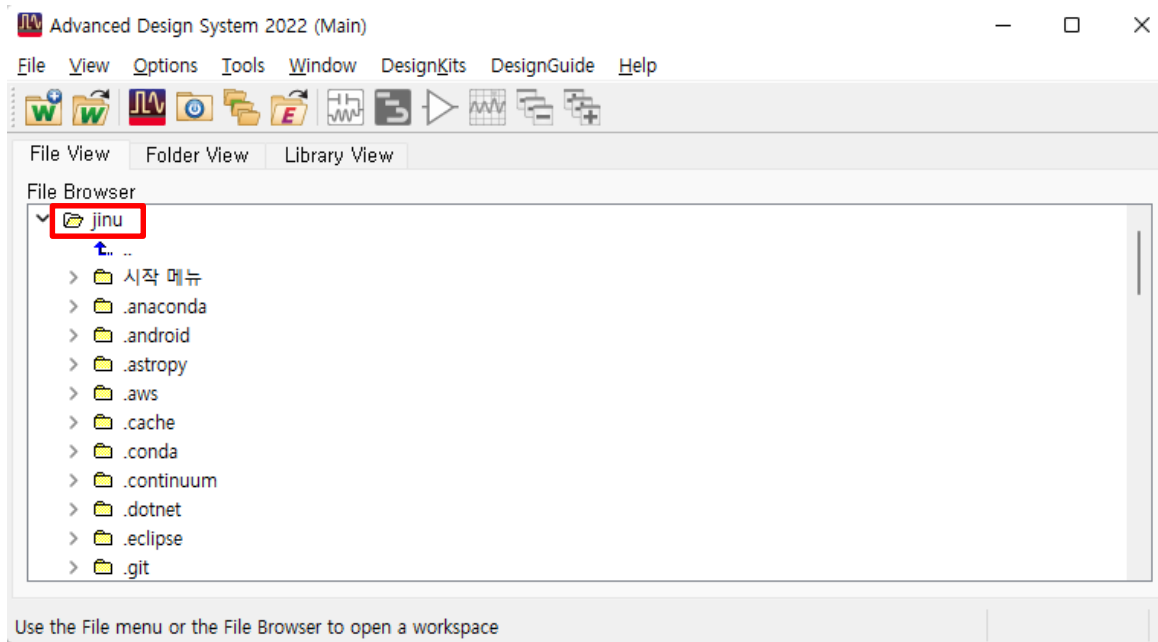 Advanced Design System 2022 (Main)
File View Options Tools Window DesignKits DesignGuide Help
File View Folder View Library View
File Browser
jinu
..
시작 메뉴
.anaconda
.android
.astropy
.aws
.cache
.conda
.continuum
.dotnet
.eclipse
.git
Use the File menu or the File Browser to open a workspace